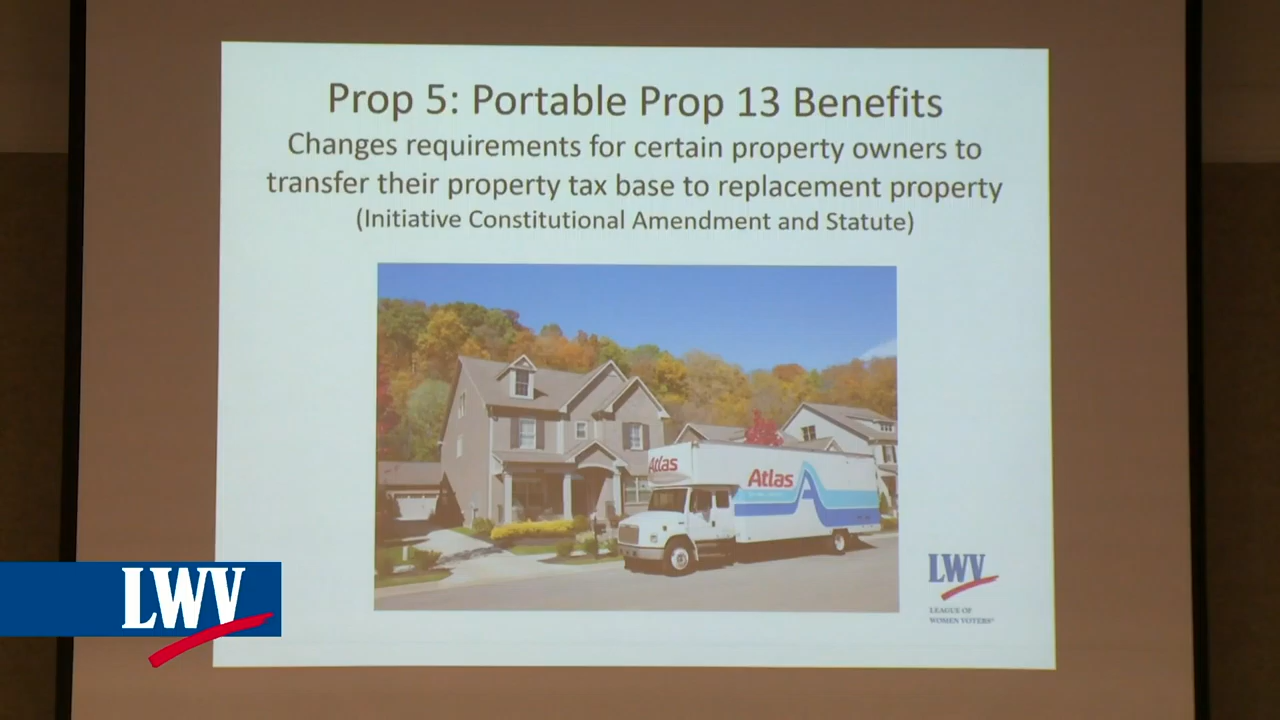 Prop 5: Portable Prop 13 Benefits
Changes requirements for certain property owners to
transfer their property tax base to replacement property
(Initiative Constitutional Amendment and Statute)
Atlas
Atlas
LWV
LEAGUE OF
WOMEN VOTERS®
LWV